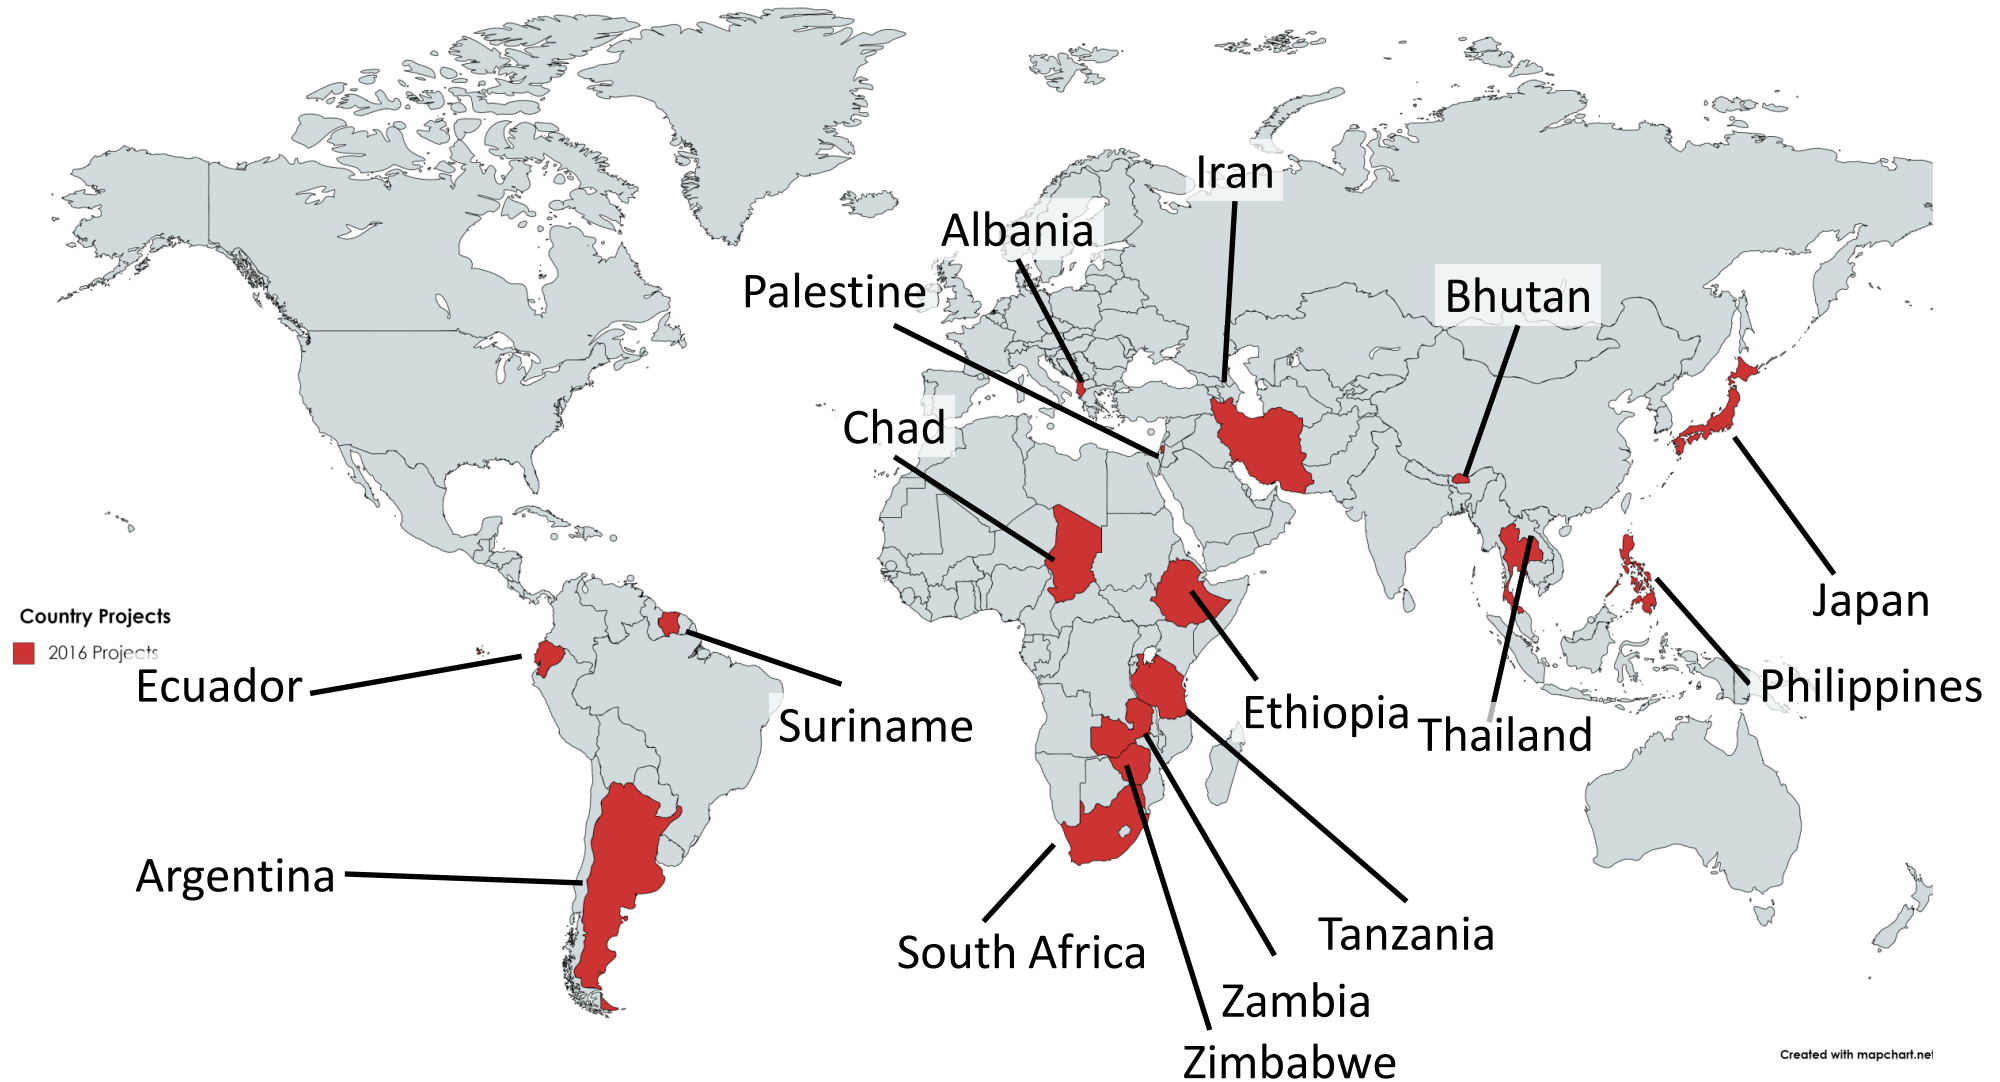 Iran
Albania
Palestine
Bhutan
Chad
Japan
Country Projects
2016 Projects
Ecuador
Suriname
Ethiopia
Thailand
Philippines
Argentina
South Africa
Tanzania
Zambia
Zimbabwe
Created with mapchart.net